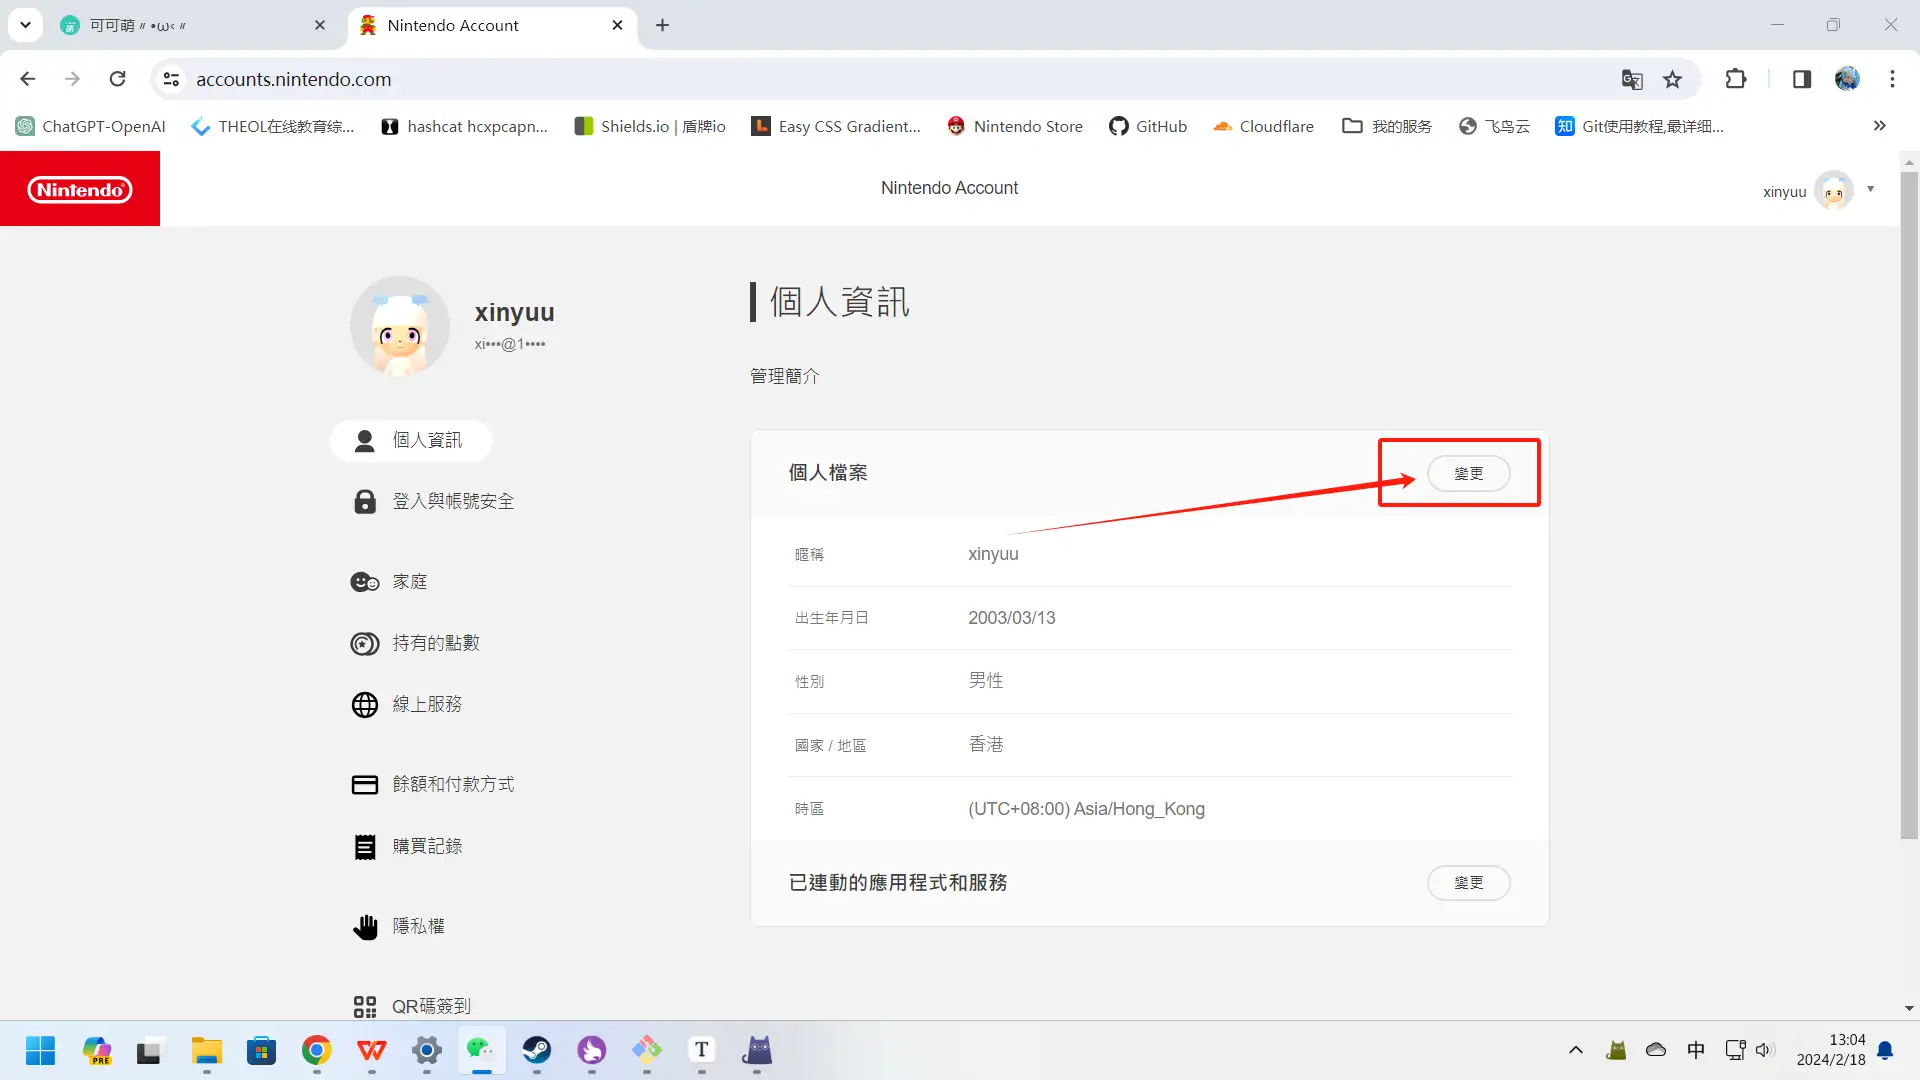 可可萌〃•ω‹〃
Nintendo Account
accounts.nintendo.com
ChatGPT-OpenAI
THEOL在线教育综...
hashcat hcxpcapn...
Shields.io | 盾牌io
Easy CSS Gradient...
Nintendo Store
GitHub
Cloudflare
我的服务
飞鸟云
知
Git使用教程,最详细...
Nintendo
Nintendo Account
xinyuu
xinyuu
xi•••@1••••
個人資訊
登入與帳號安全
家庭
持有的點數
線上服務
餘額和付款方式
購買記錄
隱私權
QR碼簽到
個人資訊
管理簡介
個人檔案
變更
暱稱
xinyuu
出生年月日
2003/03/13
性別
男性
國家 / 地區
香港
時區
(UTC+08:00) Asia/Hong_Kong
已連動的應用程式和服務
變更
PRE
T
中
13:04
2024/2/18